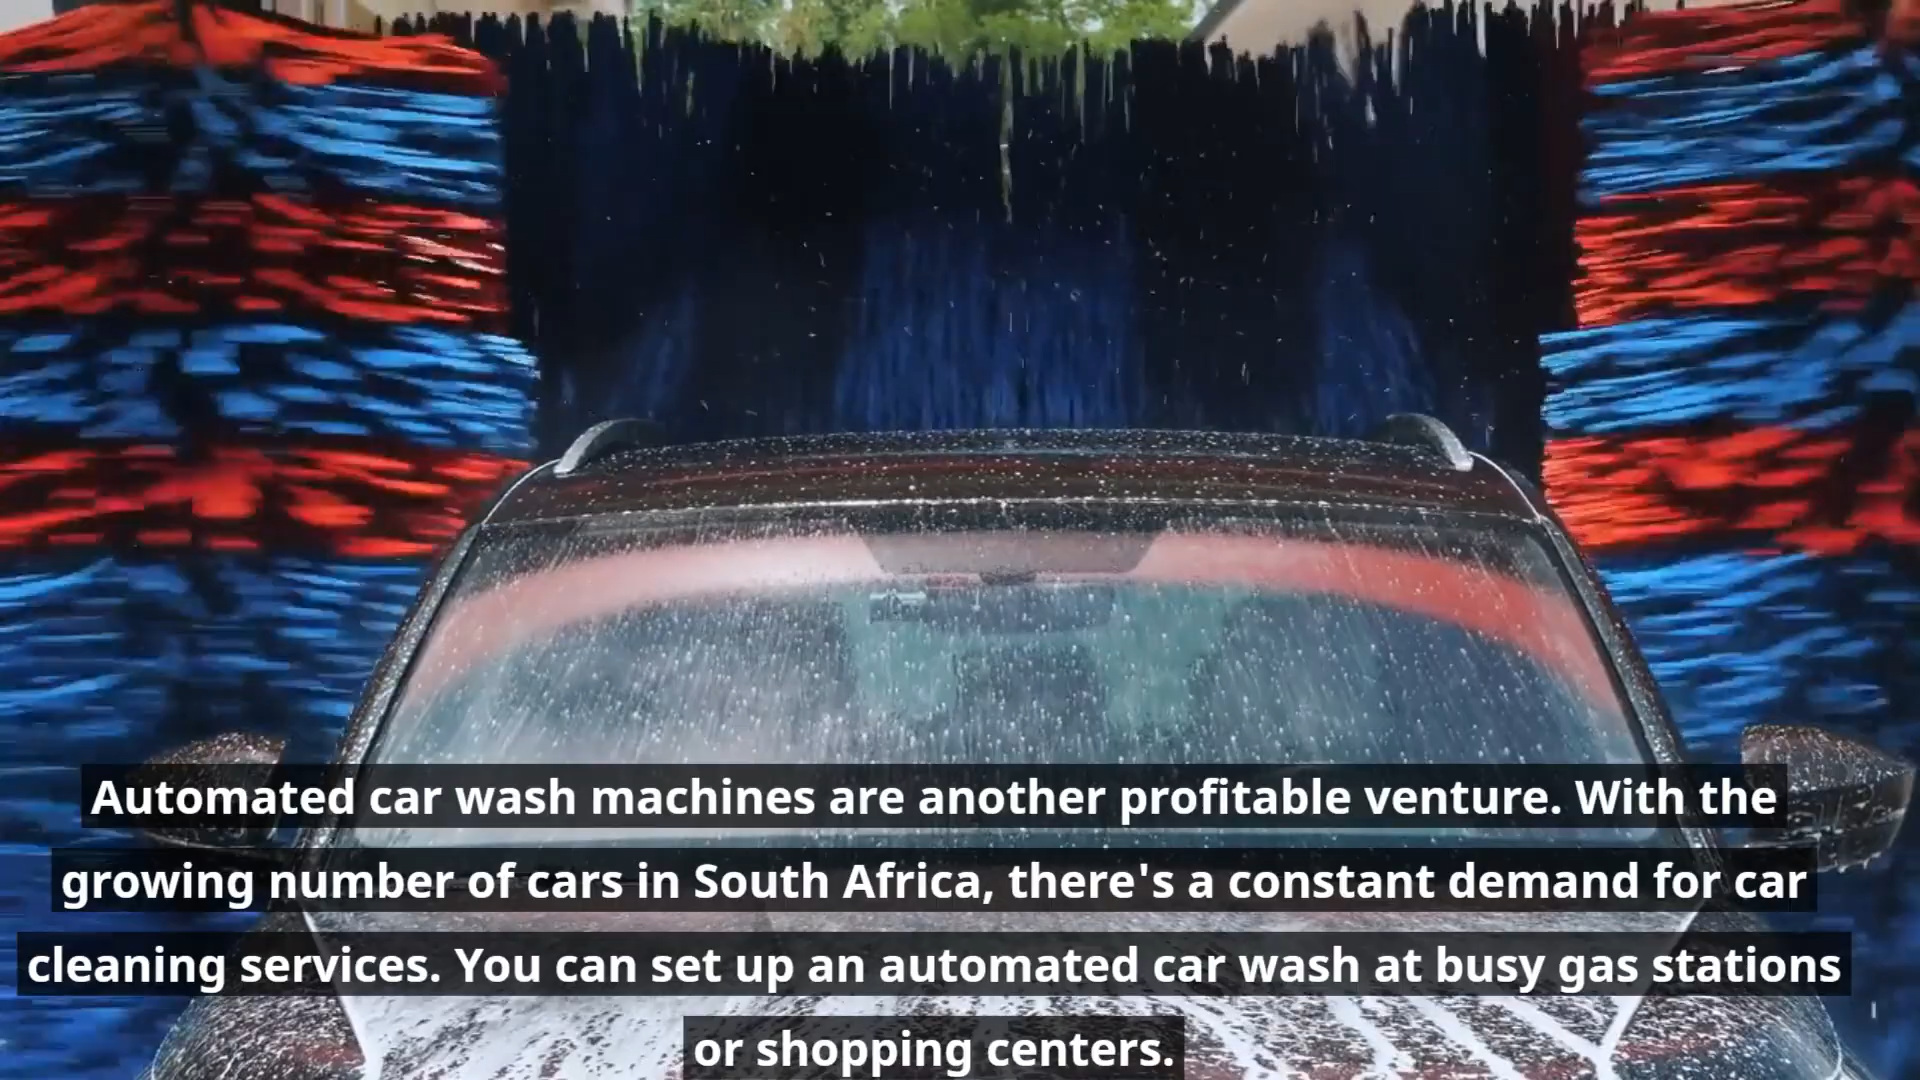 Automated car wash machines are another profitable venture. With the
growing number of cars in South Africa, there's a constant demand for car
cleaning services. You can set up an automated car wash at busy gas stations
or shopping centers.